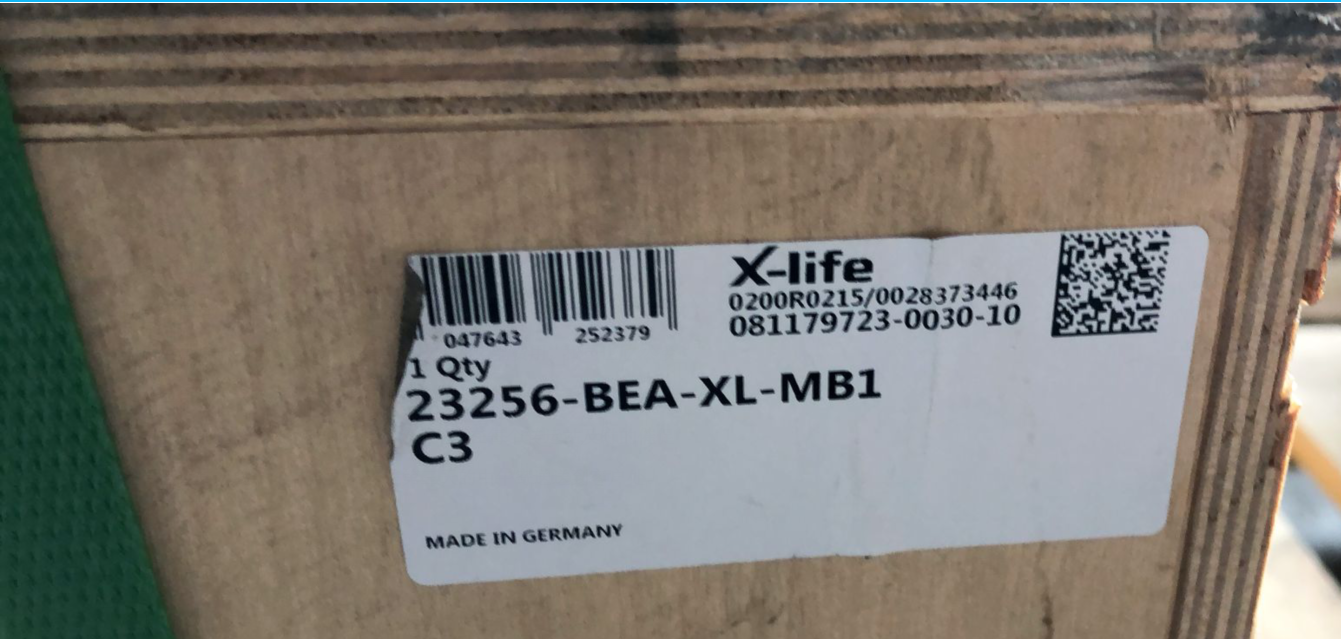 X-life
0200R0215/0028373446
081179723-0030-10
047643 252379
1 Qty
23256-BEA-XL-MB1
C3
MADE IN GERMANY